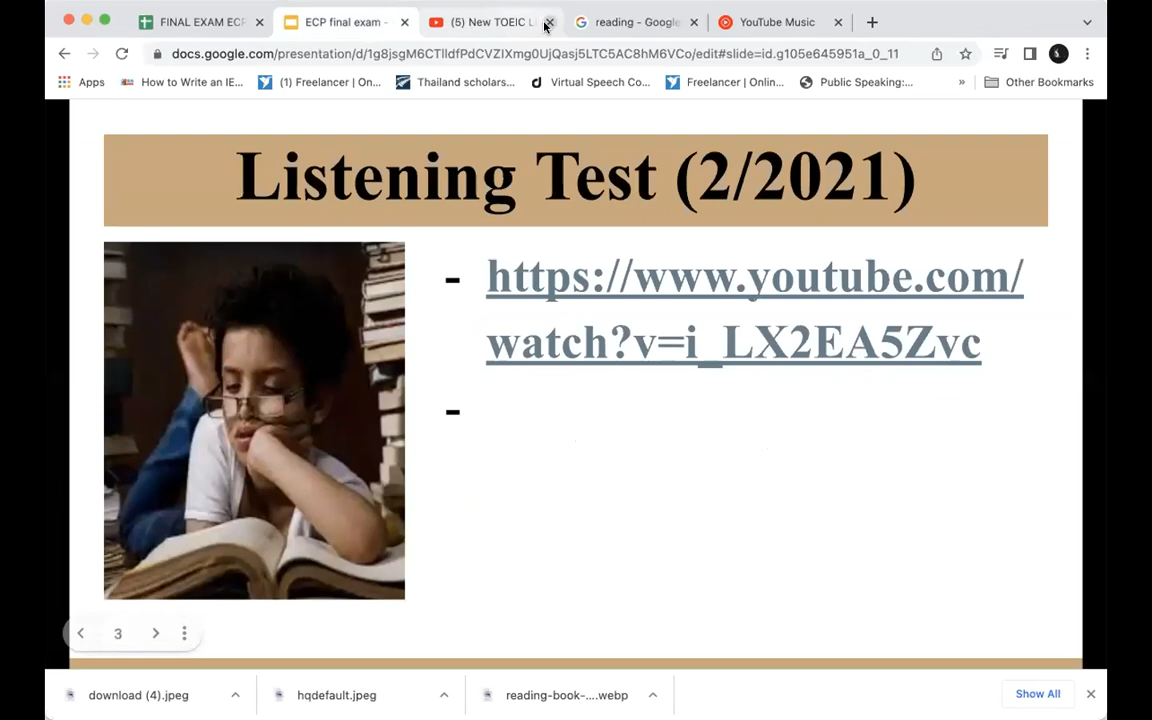 FINAL EXAM ECP
ECP final exam -
(5) New TOEIC L
reading - Google
YouTube Music
docs.google.com/presentation/d/1g8jsgM6CTlldfPdCVZIXmg0UjQasj5LTC5AC8hM6VCo/edit#slide=id.g105e645951a_0_11
Apps
How to Write an IE...
(1) Freelancer | On...
Thailand scholars...
Virtual Speech Co...
Freelancer | Onlin...
Public Speaking:...
»
Other Bookmarks
Listening Test (2/2021)
- https://www.youtube.com/
watch?v=i_LX2EA5Zvc
-
3
download (4).jpeg
hqdefault.jpeg
reading-book-....webp
Show All